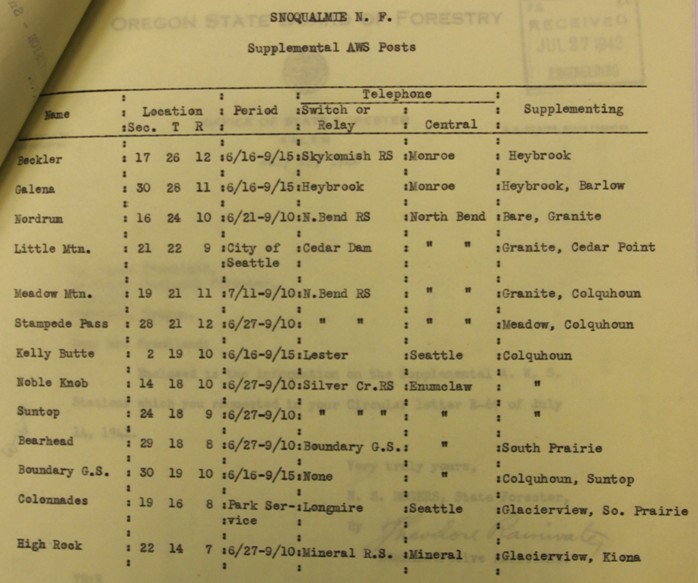 OREGON STATE BOARD OF FORESTRY
RECEIVED
JUL 27 1942
SNOQUALMIE N. F.
Supplemental AWS Posts
Telephone
Name : Location : Period :Switch or : : Supplementing
:Sec. T R : : Relay : Central :
Beckler : 17 26 12 :6/16-9/15:Skykomish RS :Monroe : Heybrook
Galena : 30 28 11 :6/16-9/15:Heybrook :Monroe :Heybrook, Barlow
Nordrum : 16 24 10 :6/21-9/10:N.Bend RS :North Bend :Bare, Granite
Little Mtn. : 21 22 9 :City of :Cedar Dam : " " :Granite, Cedar Point
:Seattle :
Meadow Mtn. : 19 21 11 :7/11-9/10:N.Bend RS : " " :Granite, Colquhoun
Stampede Pass : 28 21 12 :6/27-9/10: " " : " " :Meadow, Colquhoun
Kelly Butte : 2 19 10 :6/16-9/15:Lester :Seattle :Colquhoun
Noble Knob : 14 18 10 :6/27-9/10:Silver Cr.RS :Enumclaw : "
Suntop : 24 18 9 :6/27-9/10: " " " : " : "
Bearhead : 29 18 8 :6/27-9/10:Boundary G.S.: " :South Prairie
Boundary G.S. : 30 19 10 :6/16-9/15:None : " :Colquhoun, Suntop
Colonnades : 19 16 8 :Park Ser-:Longmire :Seattle :Glacierview, So. Prairie
:vice :
High Rock : 22 14 7 :6/27-9/10:Mineral R.S. :Mineral :Glacierview, Kiona
Very truly yours,
State Forester,